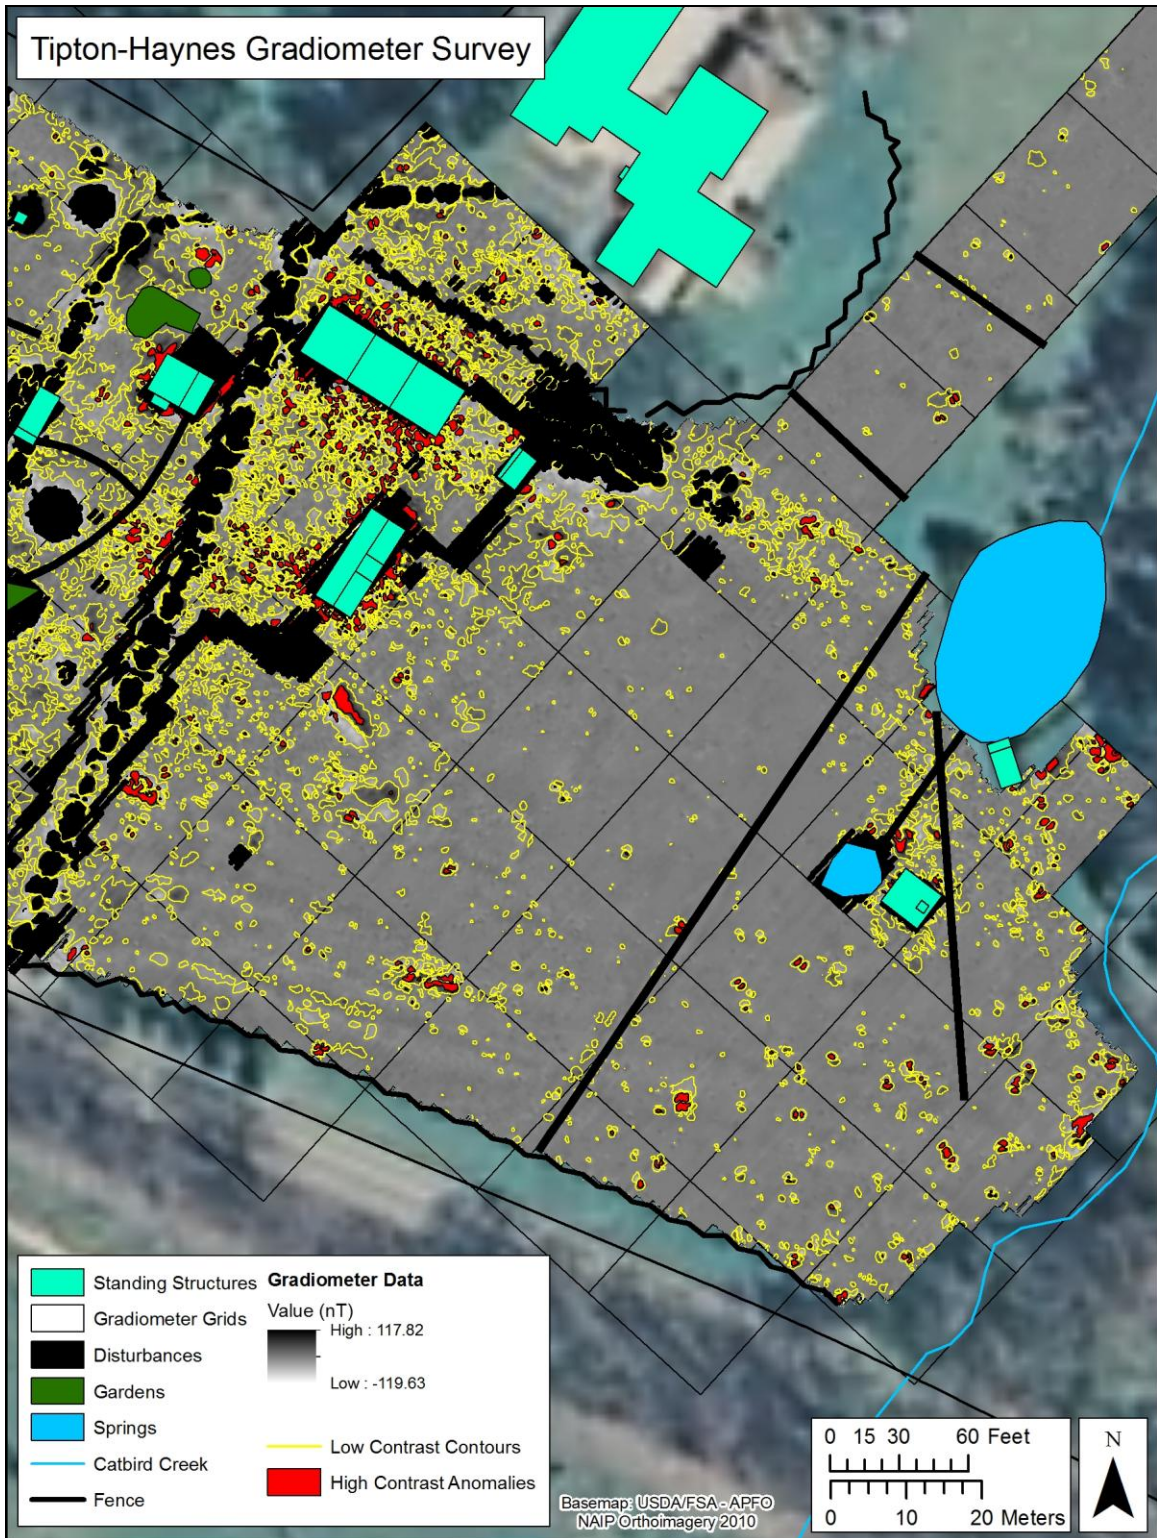 Tipton-Haynes Gradiometer Survey
Standing Structures
Gradiometer Grids
Disturbances
Gardens
Springs
Catbird Creek
Fence
Gradiometer Data
Value (nT)
High : 117.82
Low : -119.63
Low Contrast Contours
High Contrast Anomalies
Basemap: USDA/FSA - APFO
NAIP Orthoimagery 2010
0 15 30 60 Feet
0 10 20 Meters
N